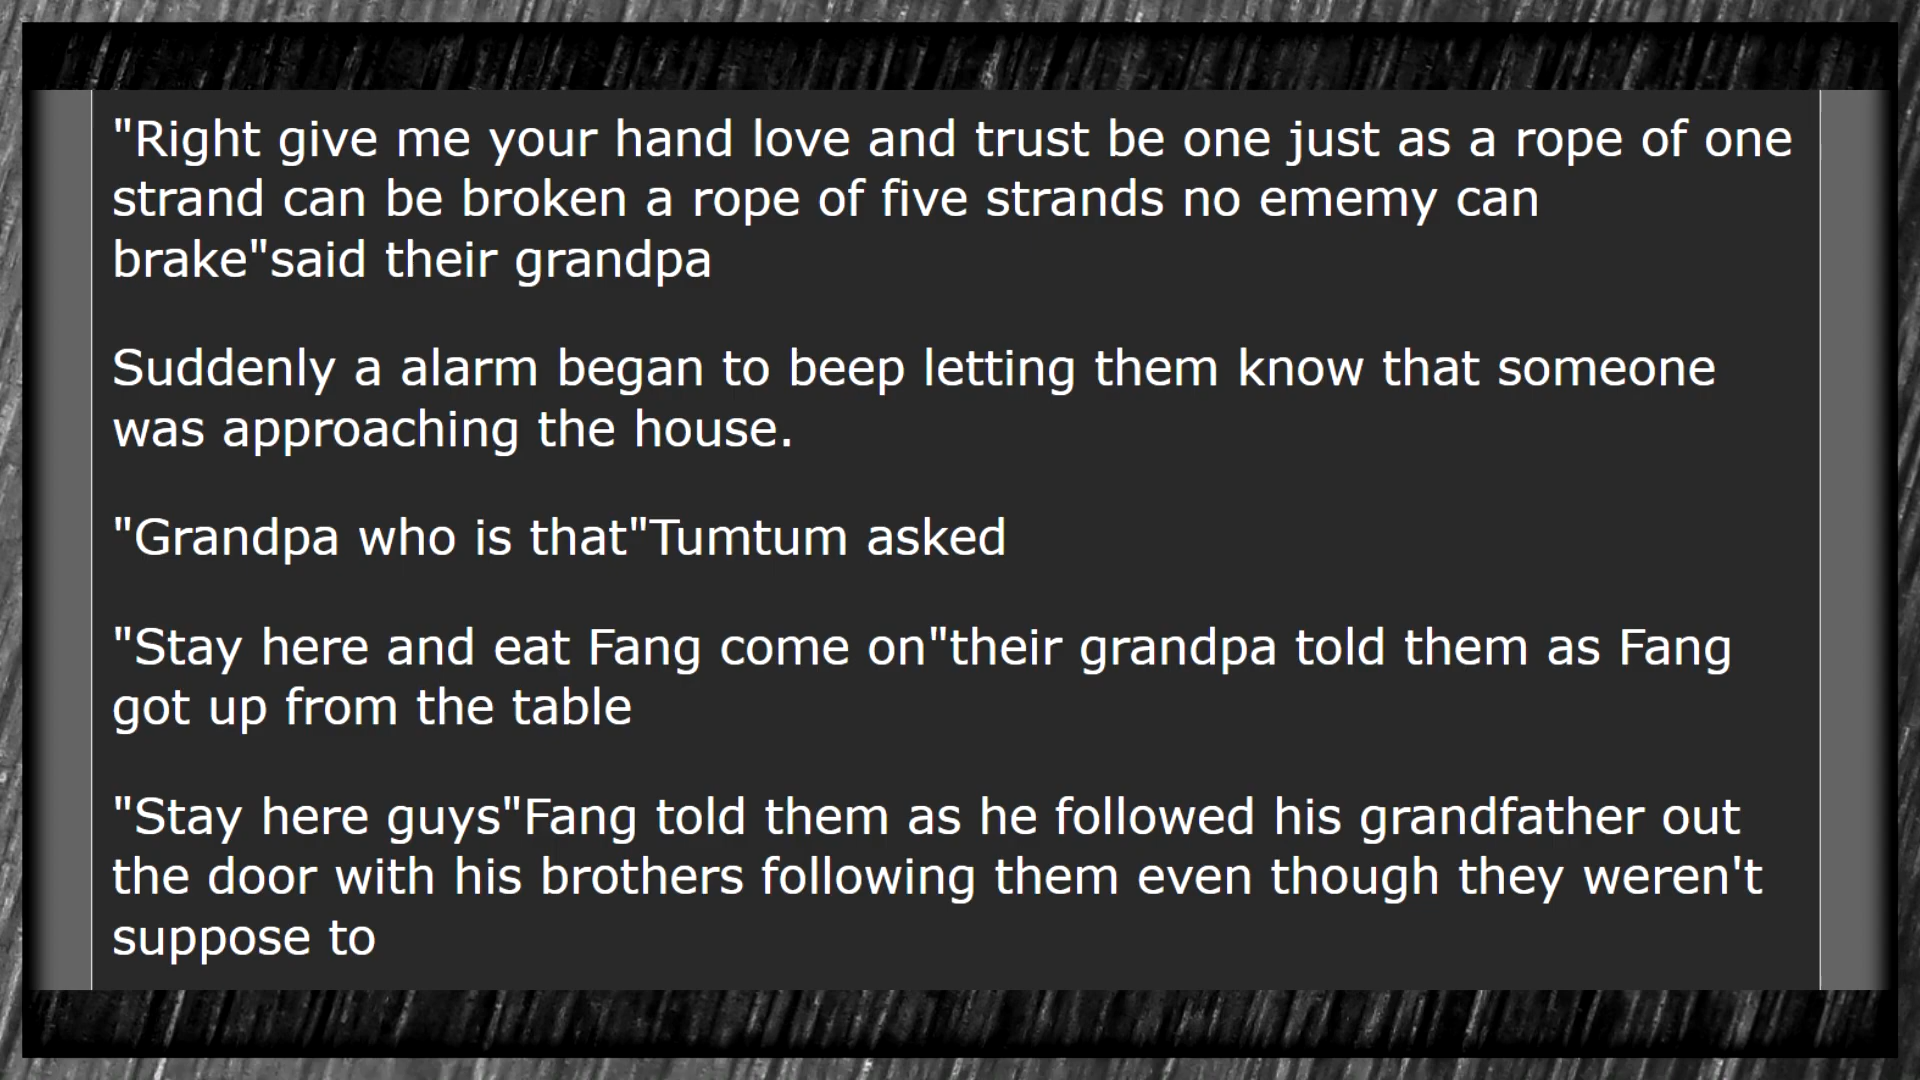 "Right give me your hand love and trust be one just as a rope of one
strand can be broken a rope of five strands no ememy can
brake"said their grandpa
Suddenly a alarm began to beep letting them know that someone
was approaching the house.
"Grandpa who is that"Tumtum asked
"Stay here and eat Fang come on"their grandpa told them as Fang
got up from the table
"Stay here guys"Fang told them as he followed his grandfather out
the door with his brothers following them even though they weren't
suppose to